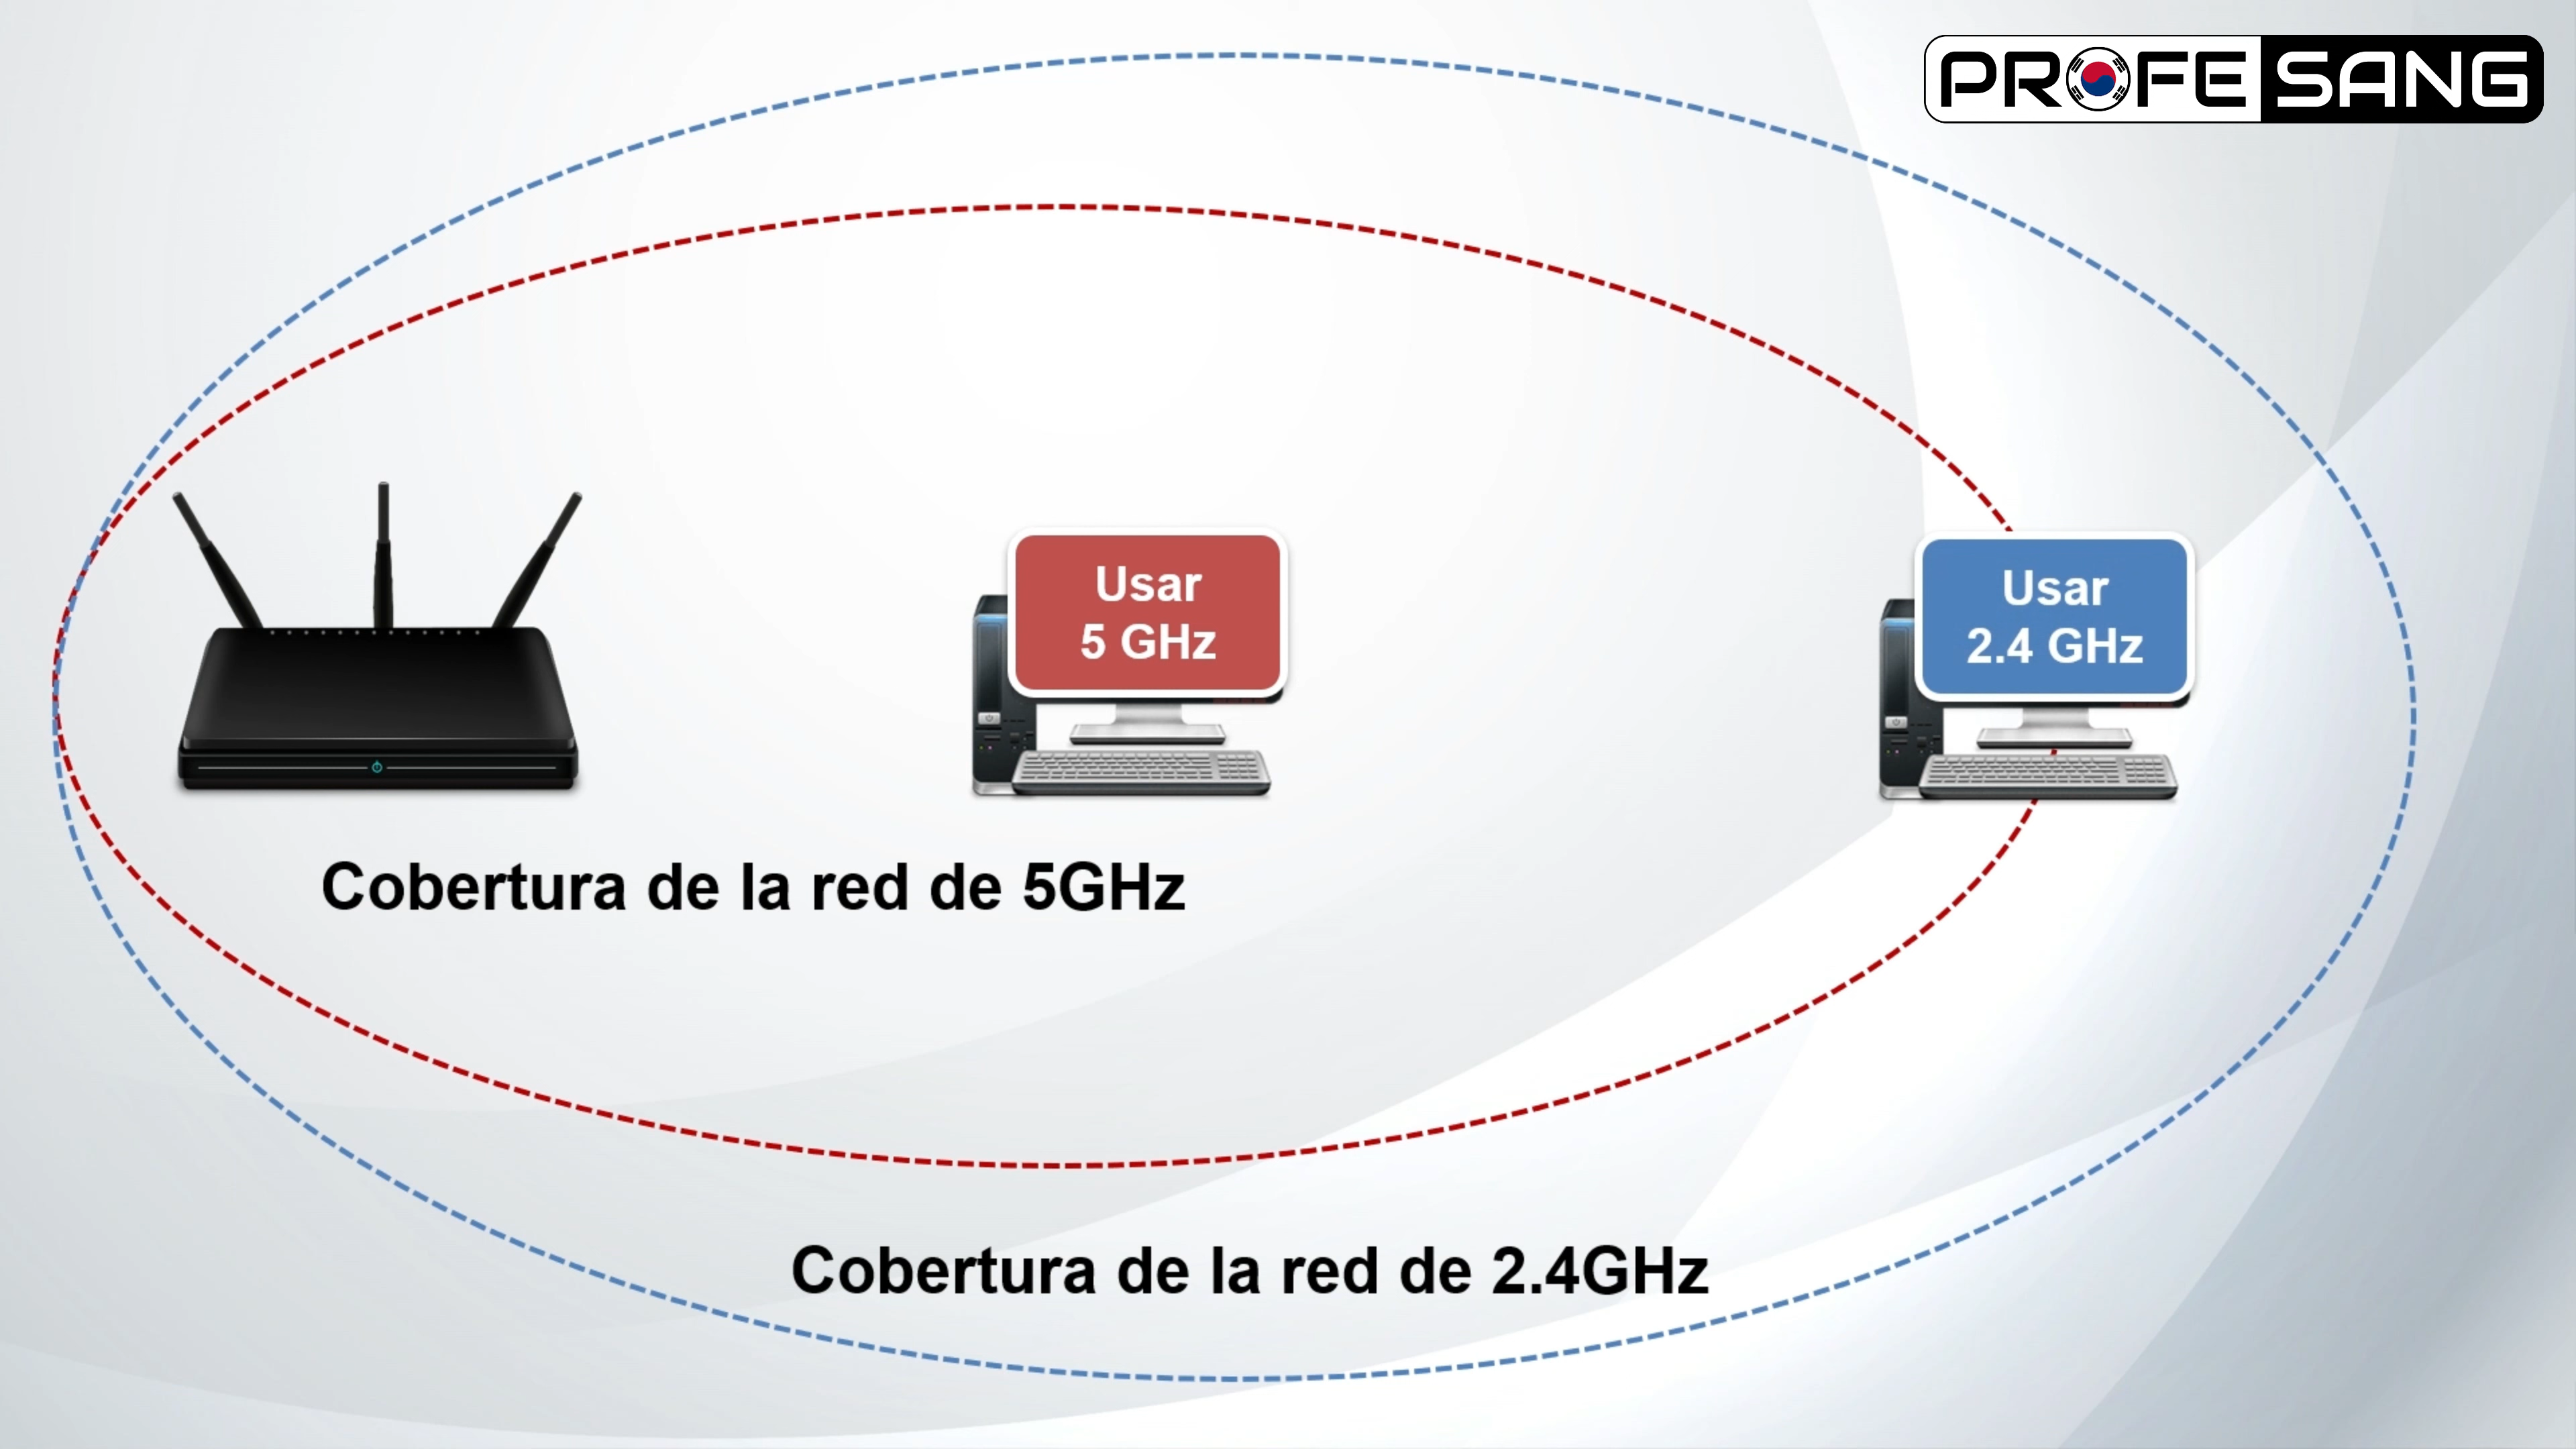 PROFE SANG
Usar
5 GHz
Usar
2.4 GHz
Cobertura de la red de 5GHz
Cobertura de la red de 2.4GHz